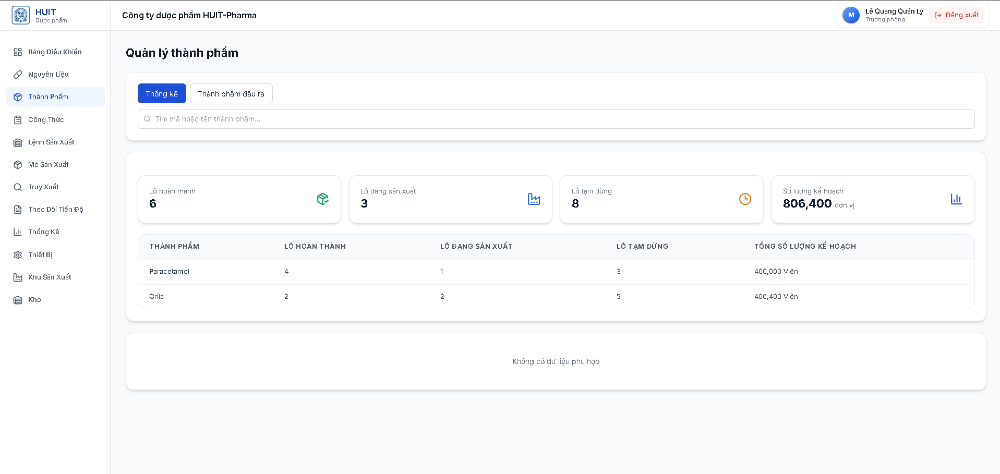 HUIT
Dược phẩm
Công ty dược phẩm HUIT-Pharma
M
Lê Quang Quản Lý
Trưởng phòng
Đăng xuất
Bảng Điều Khiển
Nguyên Liệu
Thành Phẩm
Công Thức
Lệnh Sản Xuất
Mẻ Sản Xuất
Truy Xuất
Theo Dõi Tiến Độ
Thống Kê
Thiết Bị
Khu Sản Xuất
Kho
Quản lý thành phẩm
Thống kê
Thành phẩm đầu ra
Tìm mã hoặc tên thành phẩm...
Lô hoàn thành
6
Lô đang sản xuất
3
Lô tạm dừng
8
Số lượng kế hoạch
806,400 đơn vị
THÀNH PHẨM LÔ HOÀN THÀNH LÔ ĐANG SẢN XUẤT LÔ TẠM DỪNG TỔNG SỐ LƯỢNG KẾ HOẠCH
Paracetamol 4 1 3 400,000 Viên
Crila 2 2 5 406,400 Viên
Không có dữ liệu phù hợp